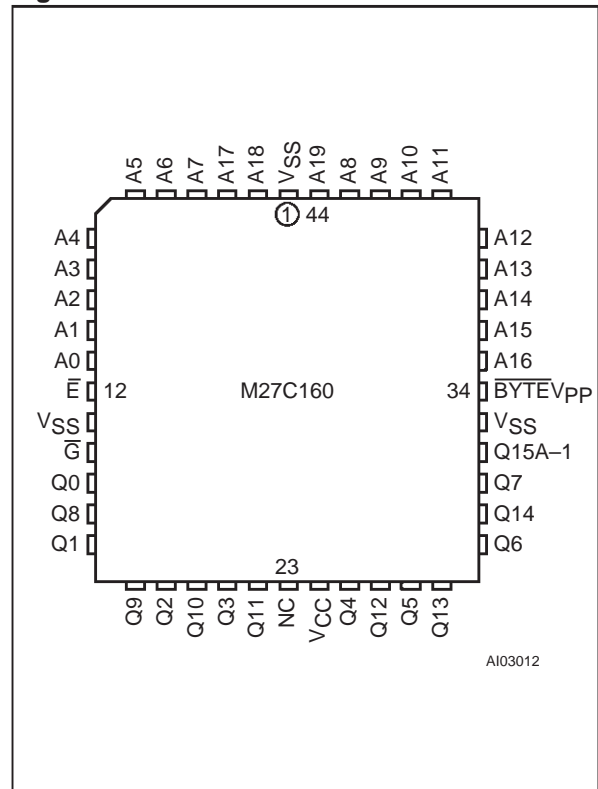 A5 A6 A7 A17 A18 VSS A19 A8 A9 A10 A11
1 44
A4 A12
A3 A13
A2 A14
A1 A15
A0 A16
E̅ 12 M27C160 34 B̅Y̅T̅E̅VPP
VSS VSS
G̅ Q15A–1
Q0 Q7
Q8 Q14
Q1 Q6
23
Q9 Q2 Q10 Q3 Q11 NC VCC Q4 Q12 Q5 Q13
AI03012